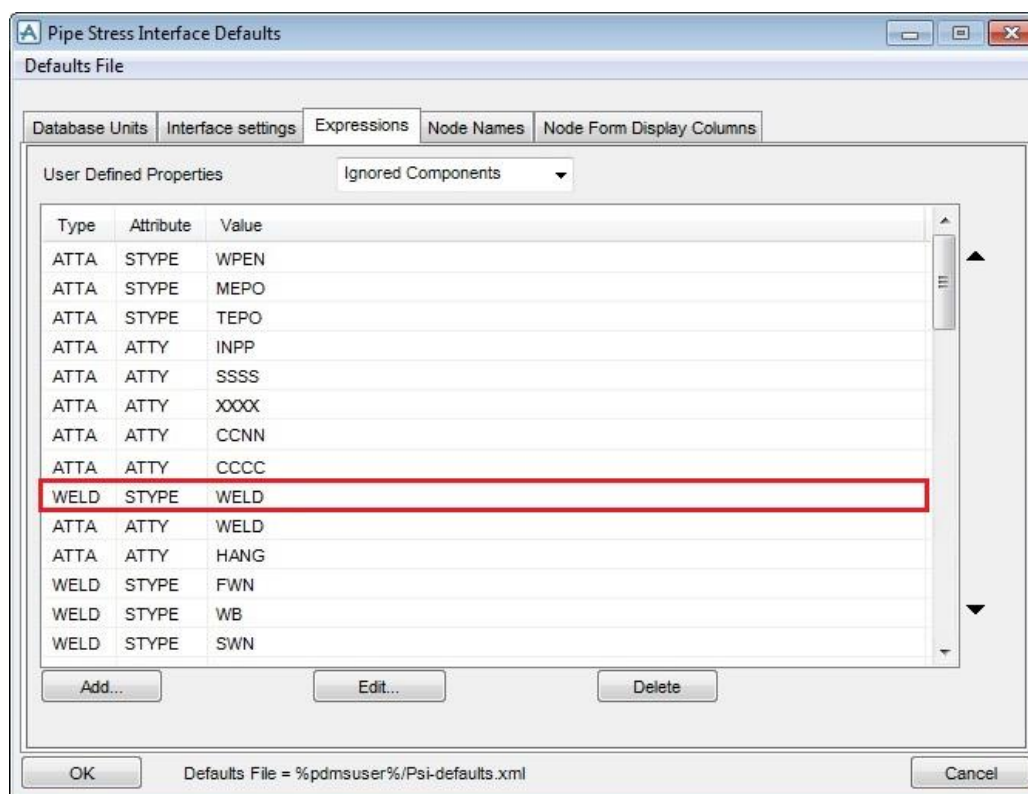 Pipe Stress Interface Defaults
Defaults File
Database Units Interface settings Expressions Node Names Node Form Display Columns
User Defined Properties Ignored Components
Type Attribute Value
ATTA STYPE WPEN
ATTA STYPE MEPO
ATTA STYPE TEPO
ATTA ATTY INPP
ATTA ATTY SSSS
ATTA ATTY XXXX
ATTA ATTY CCNN
ATTA ATTY CCCC
WELD STYPE WELD
ATTA ATTY WELD
ATTA ATTY HANG
WELD STYPE FWN
WELD STYPE WB
WELD STYPE SWN
Add... Edit... Delete
OK Defaults File = %pdmsuser%/Psi-defaults.xml Cancel